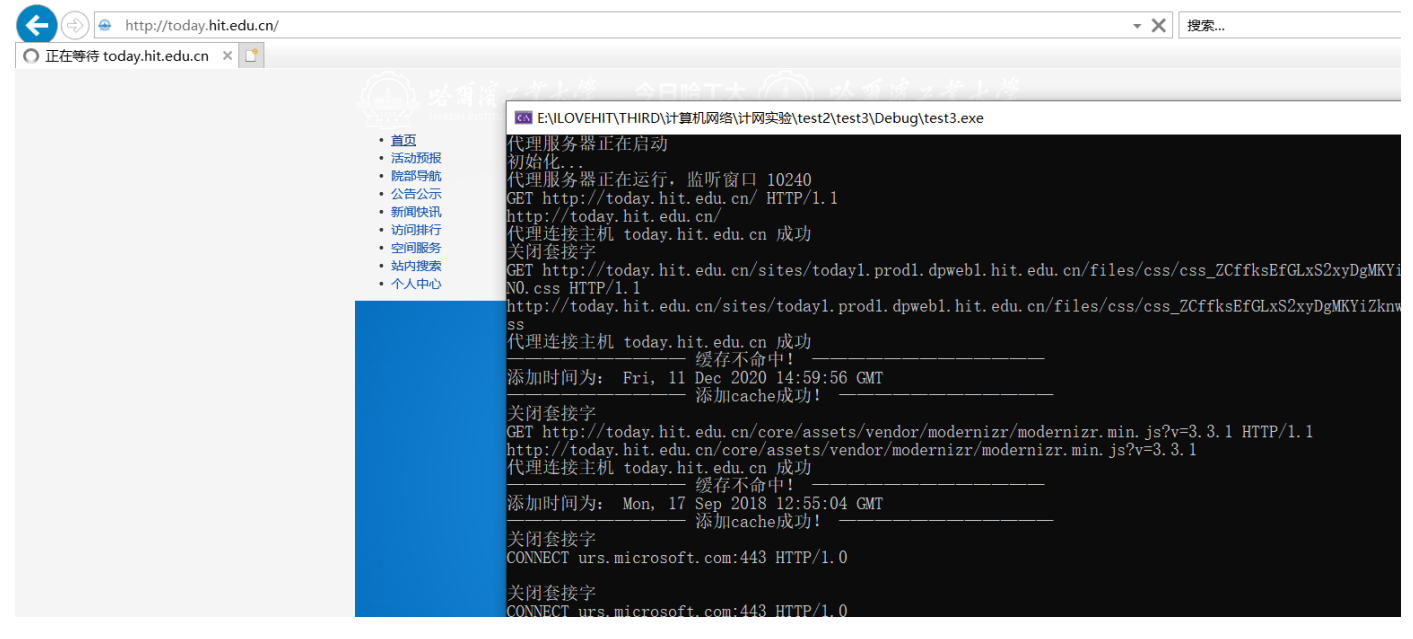 http://today.hit.edu.cn/
搜索...
正在等待 today.hit.edu.cn
哈尔滨工业大学 今日哈工大 哈尔滨工业大学
首页
活动预报
院部导航
公告公示
新闻快讯
访问排行
空间服务
站内搜索
个人中心
E:\ILOVEHIT\THIRD\计算机网络\计网实验\test2\test3\Debug\test3.exe
代理服务器正在启动
初始化...
代理服务器正在运行，监听窗口 10240
GET http://today.hit.edu.cn/ HTTP/1.1
http://today.hit.edu.cn/
代理连接主机 today.hit.edu.cn 成功
关闭套接字
GET http://today.hit.edu.cn/sites/today1.prod1.dpweb1.hit.edu.cn/files/css/css_ZCffksEfGLxS2xyDgMKYi
N0.css HTTP/1.1
http://today.hit.edu.cn/sites/today1.prod1.dpweb1.hit.edu.cn/files/css/css_ZCffksEfGLxS2xyDgMKYiZknw
ss
代理连接主机 today.hit.edu.cn 成功
—————————— 缓存不命中！ —————————————
添加时间为： Fri, 11 Dec 2020 14:59:56 GMT
—————————— 添加cache成功！ ————————————
关闭套接字
GET http://today.hit.edu.cn/core/assets/vendor/modernizr/modernizr.min.js?v=3.3.1 HTTP/1.1
http://today.hit.edu.cn/core/assets/vendor/modernizr/modernizr.min.js?v=3.3.1
代理连接主机 today.hit.edu.cn 成功
—————————— 缓存不命中！ —————————————
添加时间为： Mon, 17 Sep 2018 12:55:04 GMT
—————————— 添加cache成功！ ————————————
关闭套接字
CONNECT urs.microsoft.com:443 HTTP/1.0
关闭套接字
CONNECT urs.microsoft.com:443 HTTP/1.0